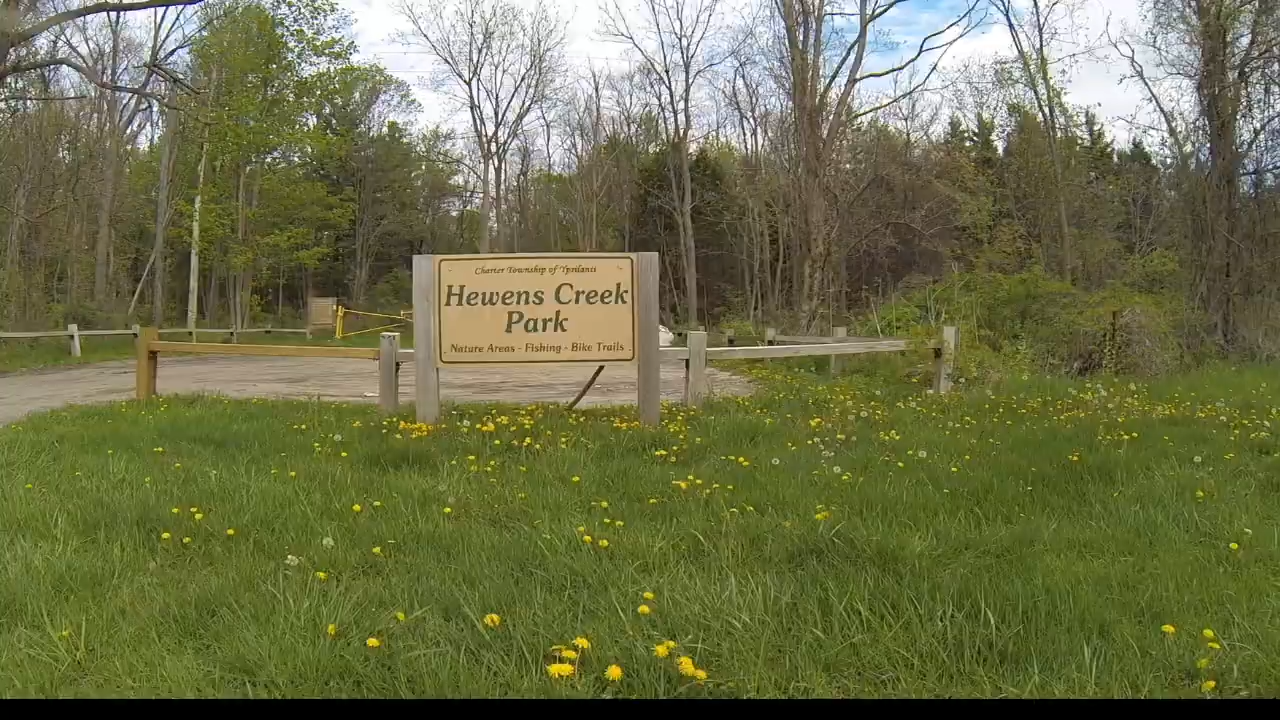 Charter Township of Ypsilanti
Hewens Creek
Park
Nature Areas - Fishing - Bike Trails